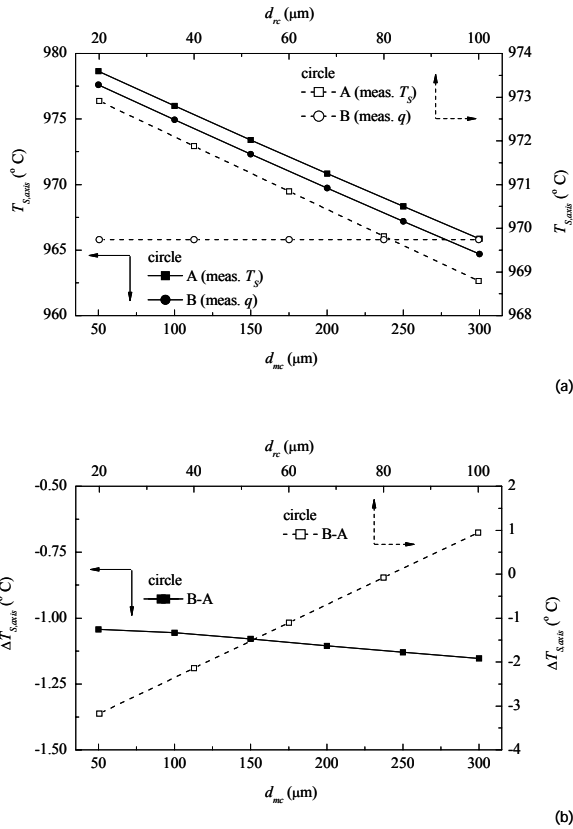 d_rc (μm)
20 40 60 80 100
980 974
975 973
972
970 971
970
965 969
960 968
T_S,axis (° C)
T_S,axis (° C)
circle
A (meas. T_S)
B (meas. q)
circle
A (meas. T_S)
B (meas. q)
50 100 150 200 250 300
d_mc (μm)
(a)
d_rc (μm)
20 40 60 80 100
-0.50 2
1
-0.75 0
-1.00 -1
-2
-1.25 -3
-1.50 -4
ΔT_S,axis (° C)
ΔT_S,axis (° C)
circle
B-A
circle
B-A
50 100 150 200 250 300
d_mc (μm)
(b)